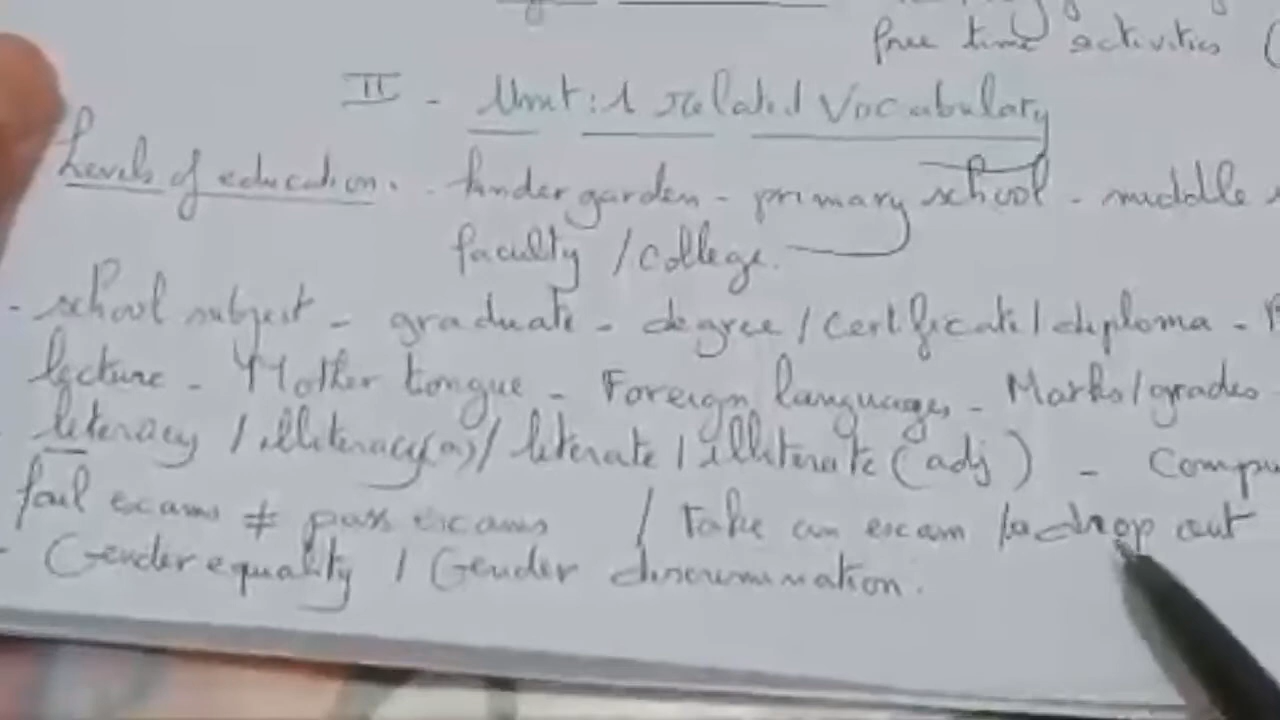 free time activities (
II - Unit : 1 related Vocabulary
Levels of education. - kinder garden - primary school - middle
faculty / college.
- school subject - graduate - degree / certificate / diploma -
lecture - Mother tongue - Foreign languages - Marks / grades -
- literacy / illiteracy (n) / literate / illiterate (adj) - Compu
fail exams ≠ pass exams / take an exam / a drop out
- Gender equality / Gender discrimination.